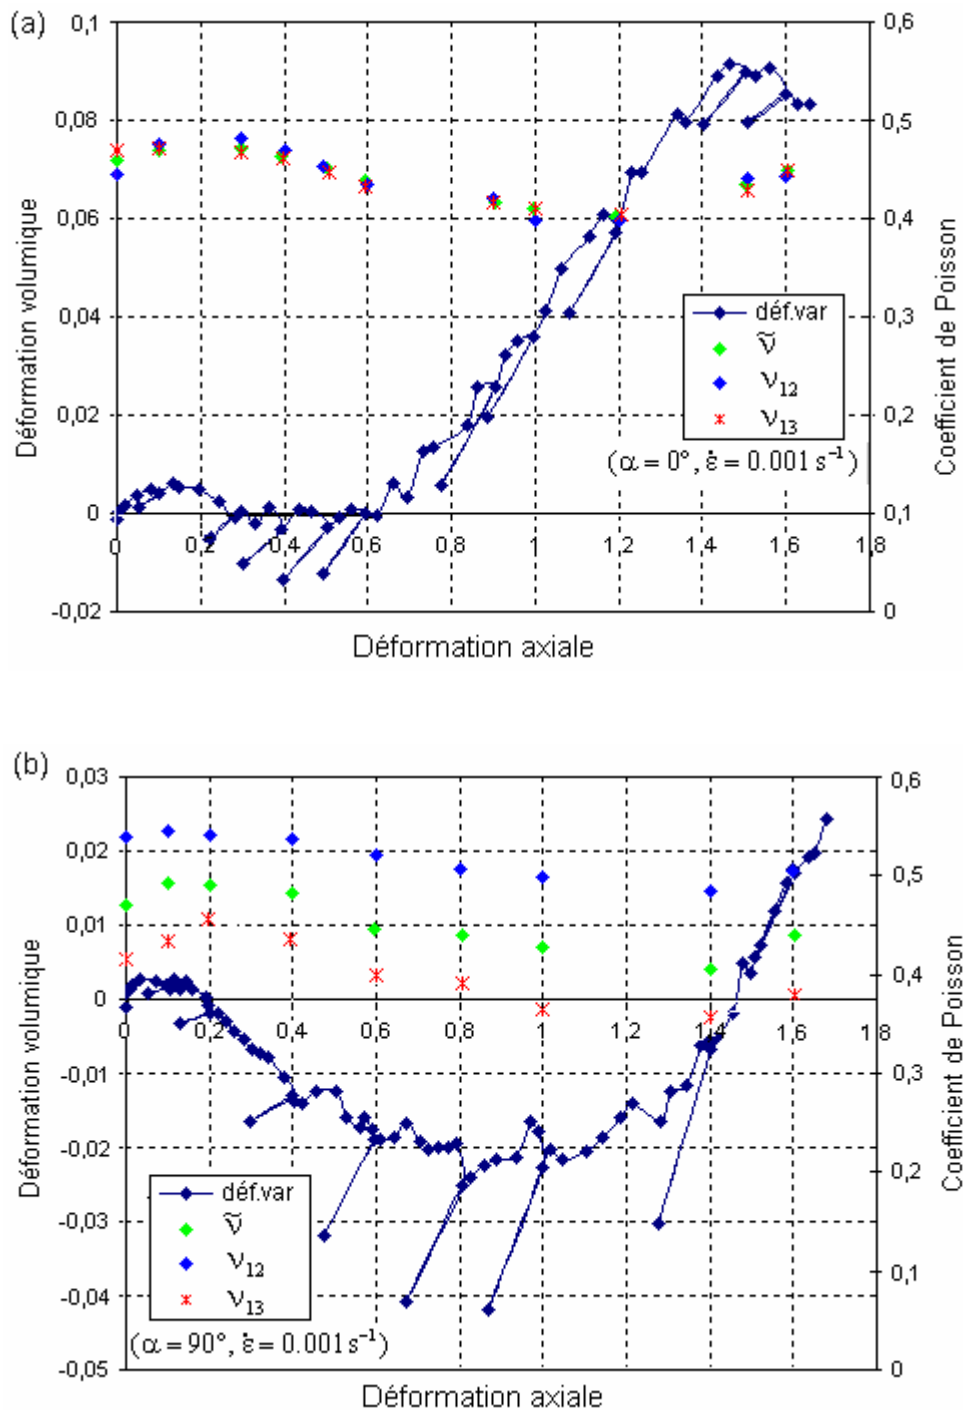 (a)
0,1
0,08
0,06
0,04
0,02
0
-0,02
Déformation volumique
0 0,2 0,4 0,6 0,8 1 1,2 1,4 1,6 1,8
Déformation axiale
0,6
0,5
0,4
0,3
0,2
0,1
0
Coefficient de Poisson
déf.var
ṽ
ν12
ν13
(α = 0°, ε̇ = 0.001 s⁻¹)
(b)
0,03
0,02
0,01
0
-0,01
-0,02
-0,03
-0,04
-0,05
Déformation volumique
0 0,2 0,4 0,6 0,8 1 1,2 1,4 1,6 1,8
Déformation axiale
0,6
0,5
0,4
0,3
0,2
0,1
0
Coefficient de Poisson
déf.var
ṽ
ν12
ν13
(α = 90°, ε̇ = 0.001 s⁻¹)